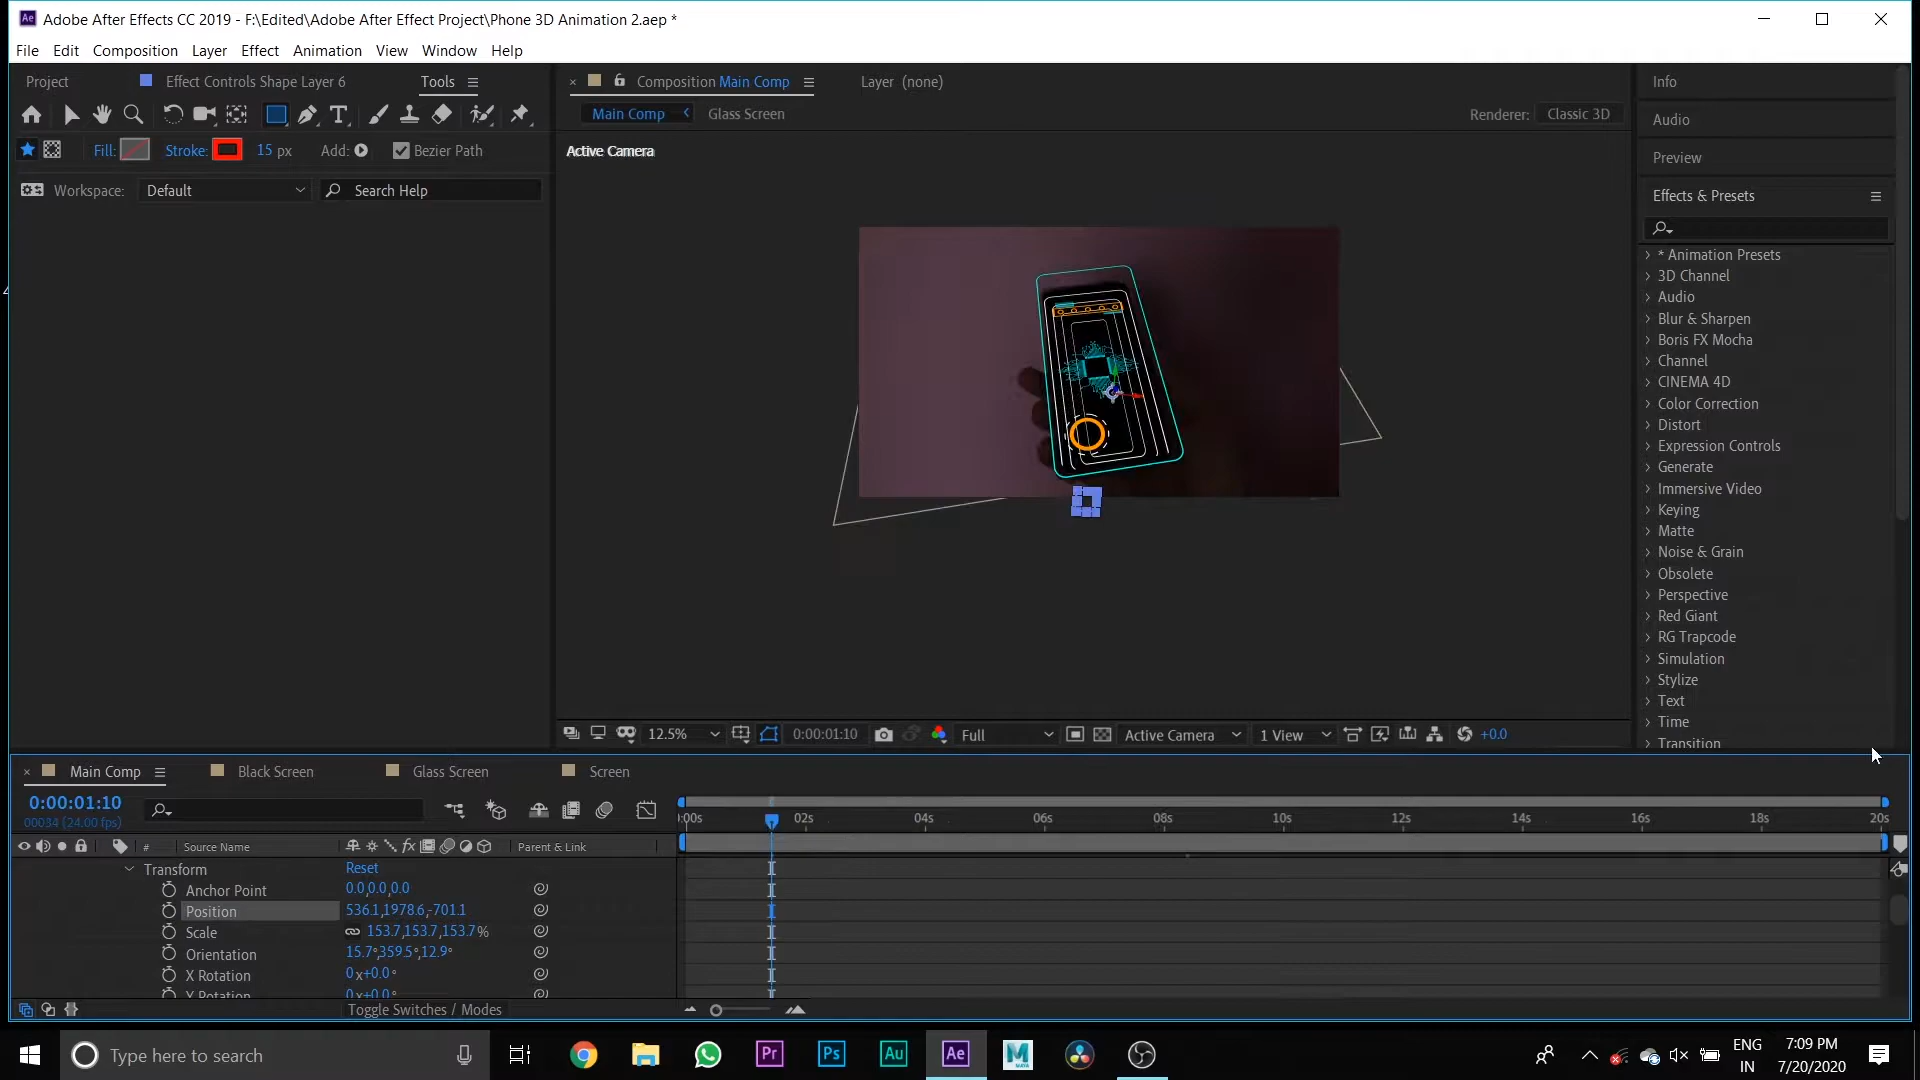 Adobe After Effects CC 2019 - F:\Edited\Adobe After Effect Project\Phone 3D Animation 2.aep *
File Edit Composition Layer Effect Animation View Window Help
Project Effect Controls Shape Layer 6 Tools
Composition Main Comp Layer (none)
Main Comp Glass Screen
Renderer: Classic 3D
Fill: Stroke: 15 px Add: Bezier Path
Workspace: Default Search Help
Active Camera
Info
Audio
Preview
Effects & Presets
* Animation Presets
3D Channel
Audio
Blur & Sharpen
Boris FX Mocha
Channel
CINEMA 4D
Color Correction
Distort
Expression Controls
Generate
Immersive Video
Keying
Matte
Noise & Grain
Obsolete
Perspective
Red Giant
RG Trapcode
Simulation
Stylize
Text
Time
Transition
12.5% 0:00:01:10 Full Active Camera 1 View +0.0
Main Comp Black Screen Glass Screen Screen
0:00:01:10
00034 (24.00 fps)
:00s 02s 04s 06s 08s 10s 12s 14s 16s 18s 20s
# Source Name Parent & Link
Transform Reset
Anchor Point 0.0,0.0,0.0
Position 536.1,1978.6,-701.1
Scale 153.7,153.7,153.7%
Orientation 15.7°,359.5°,12.9°
X Rotation 0x+0.0°
Y Rotation 0x+0.0°
Toggle Switches / Modes
Type here to search
Pr Ps Au Ae M
ENG
IN
7:09 PM
7/20/2020